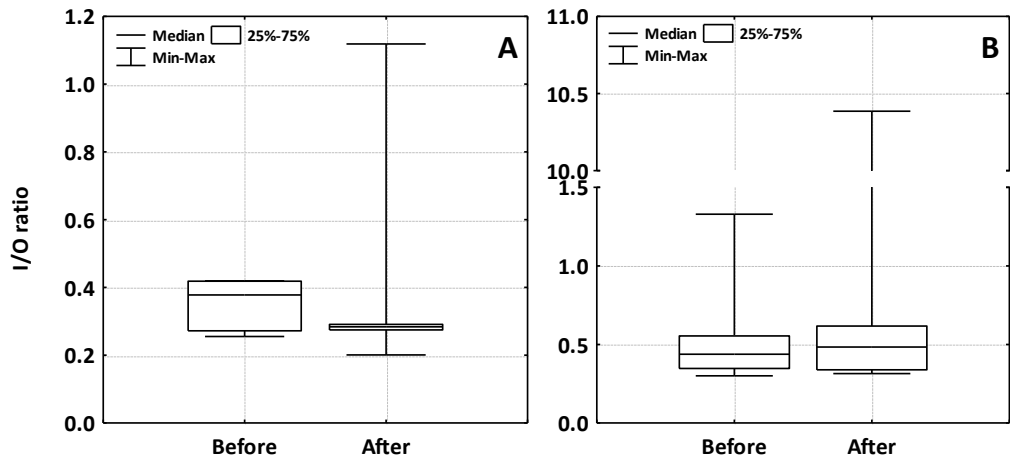 I/O ratio
1.2
1.0
0.8
0.6
0.4
0.2
0.0
Median 25%-75%
Min-Max
A
Before After
11.0
10.5
10.0
1.5
1.0
0.5
0.0
Median 25%-75%
Min-Max
B
Before After